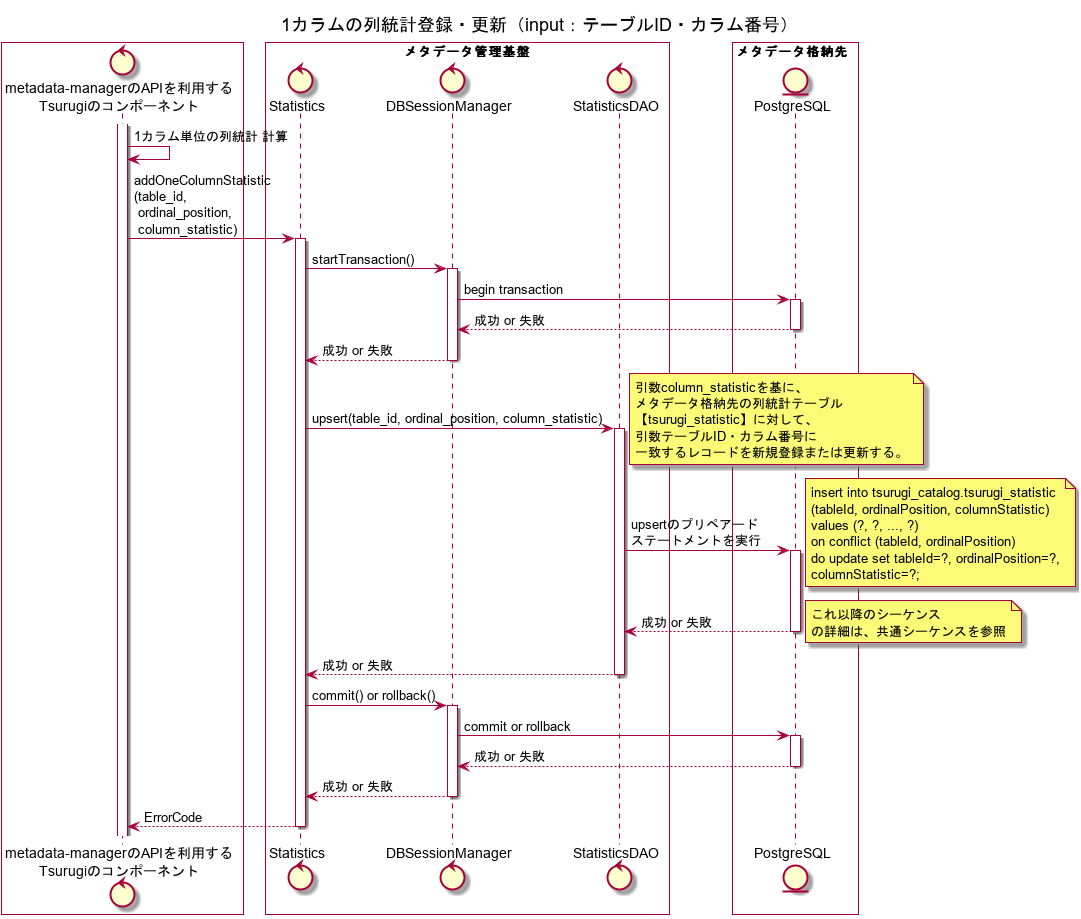 1カラムの列統計登録・更新（input：テーブルID・カラム番号）
メタデータ管理基盤
メタデータ格納先
metadata-managerのAPIを利用する
Tsurugiのコンポーネント
Statistics
DBSessionManager
StatisticsDAO
PostgreSQL
1カラム単位の列統計 計算
addOneColumnStatistic
(table_id,
ordinal_position,
column_statistic)
startTransaction()
begin transaction
成功 or 失敗
成功 or 失敗
引数column_statisticを基に、
メタデータ格納先の列統計テーブル
【tsurugi_statistic】に対して、
引数テーブルID・カラム番号に
一致するレコードを新規登録または更新する。
upsert(table_id, ordinal_position, column_statistic)
insert into tsurugi_catalog.tsurugi_statistic
(tableId, ordinalPosition, columnStatistic)
values (?, ?, ..., ?)
on conflict (tableId, ordinalPosition)
do update set tableId=?, ordinalPosition=?,
columnStatistic=?;
upsertのプリペアード
ステートメントを実行
これ以降のシーケンス
の詳細は、共通シーケンスを参照
成功 or 失敗
成功 or 失敗
commit() or rollback()
commit or rollback
成功 or 失敗
成功 or 失敗
ErrorCode
metadata-managerのAPIを利用する
Tsurugiのコンポーネント
Statistics
DBSessionManager
StatisticsDAO
PostgreSQL